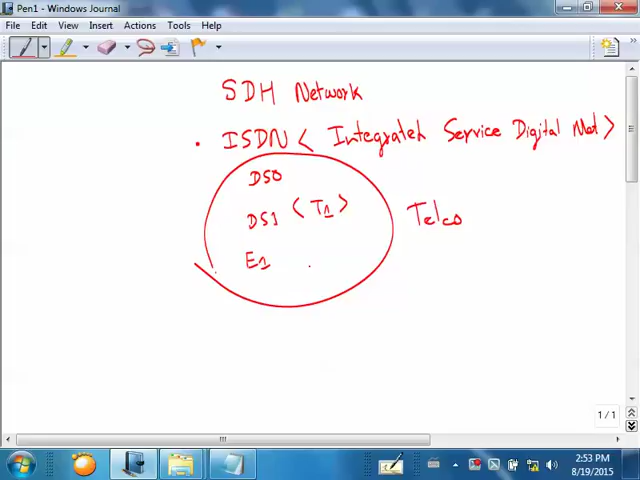 Pen1 - Windows Journal
File Edit View Insert Actions Tools Help
SDH Network
. ISDN < Integrated Service Digital Net >
DS0
DS1 < T1 >
Telco
E1
1 / 1
2:53 PM
8/19/2015